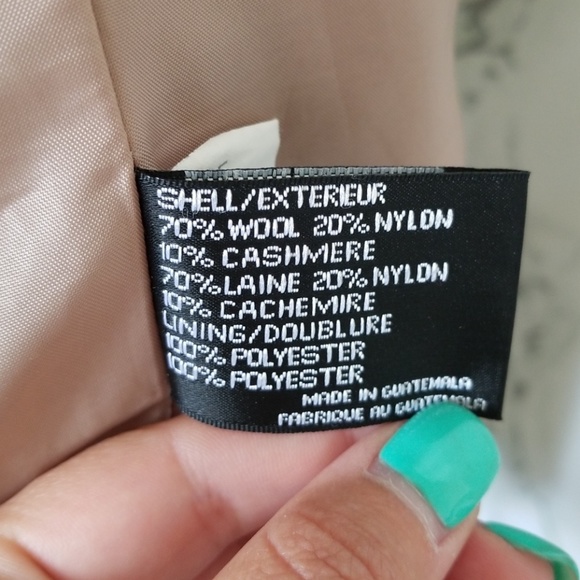 SHELL/EXTERIEUR
70% WOOL 20% NYLON
10% CASHMERE
70% LAINE 20% NYLON
10% CACHEMIRE
LINING/DOUBLURE
100% POLYESTER
100% POLYESTER
MADE IN GUATEMALA
FABRIQUE AU GUATEMALA